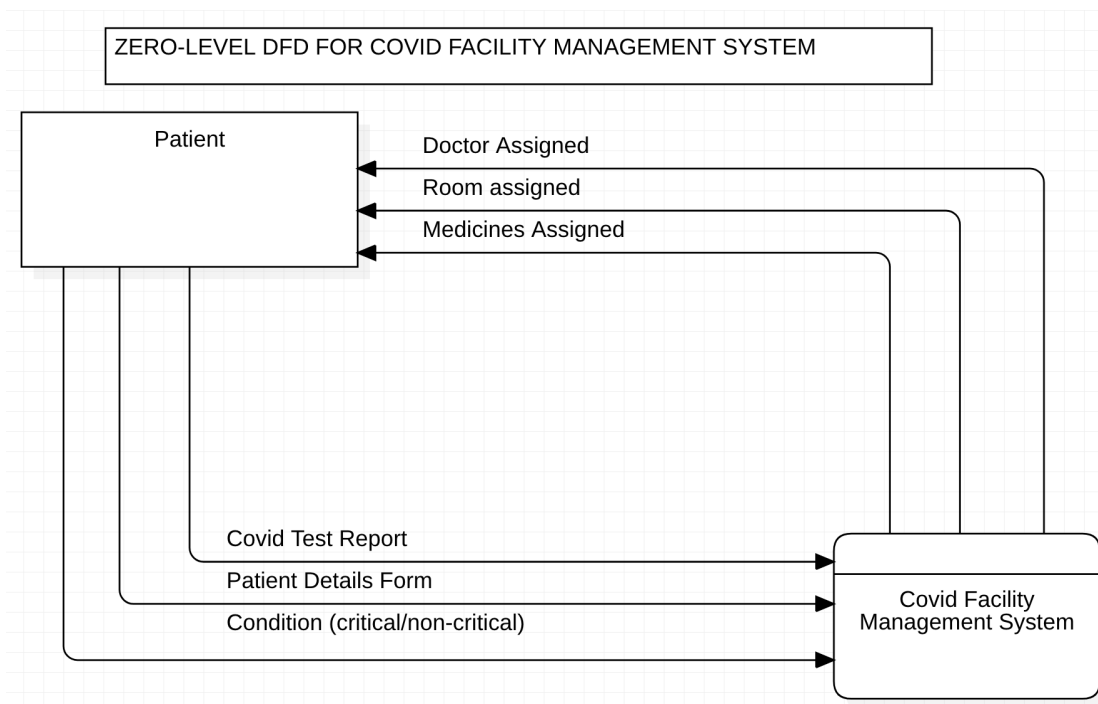 ZERO-LEVEL DFD FOR COVID FACILITY MANAGEMENT SYSTEM
Patient
Doctor Assigned
Room assigned
Medicines Assigned
Covid Test Report
Patient Details Form
Condition (critical/non-critical)
Covid Facility
Management System